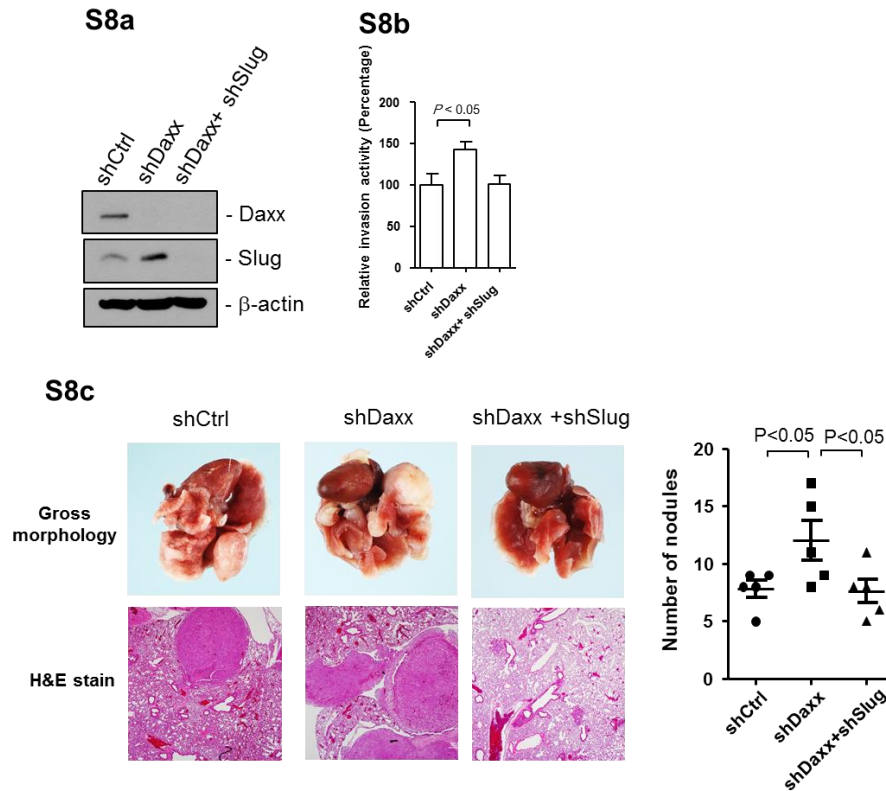 S8a
shCtrl
shDaxx
shDaxx+ shSlug
- Daxx
- Slug
- β-actin
S8b
Relative invasion activity (Percentage)
200
150
100
50
0
P < 0.05
shCtrl
shDaxx
shDaxx+ shSlug
S8c
shCtrl
shDaxx
shDaxx +shSlug
Gross
morphology
H&E stain
Number of nodules
20
15
10
5
0
P<0.05
P<0.05
shCtrl
shDaxx
shDaxx+shSlug